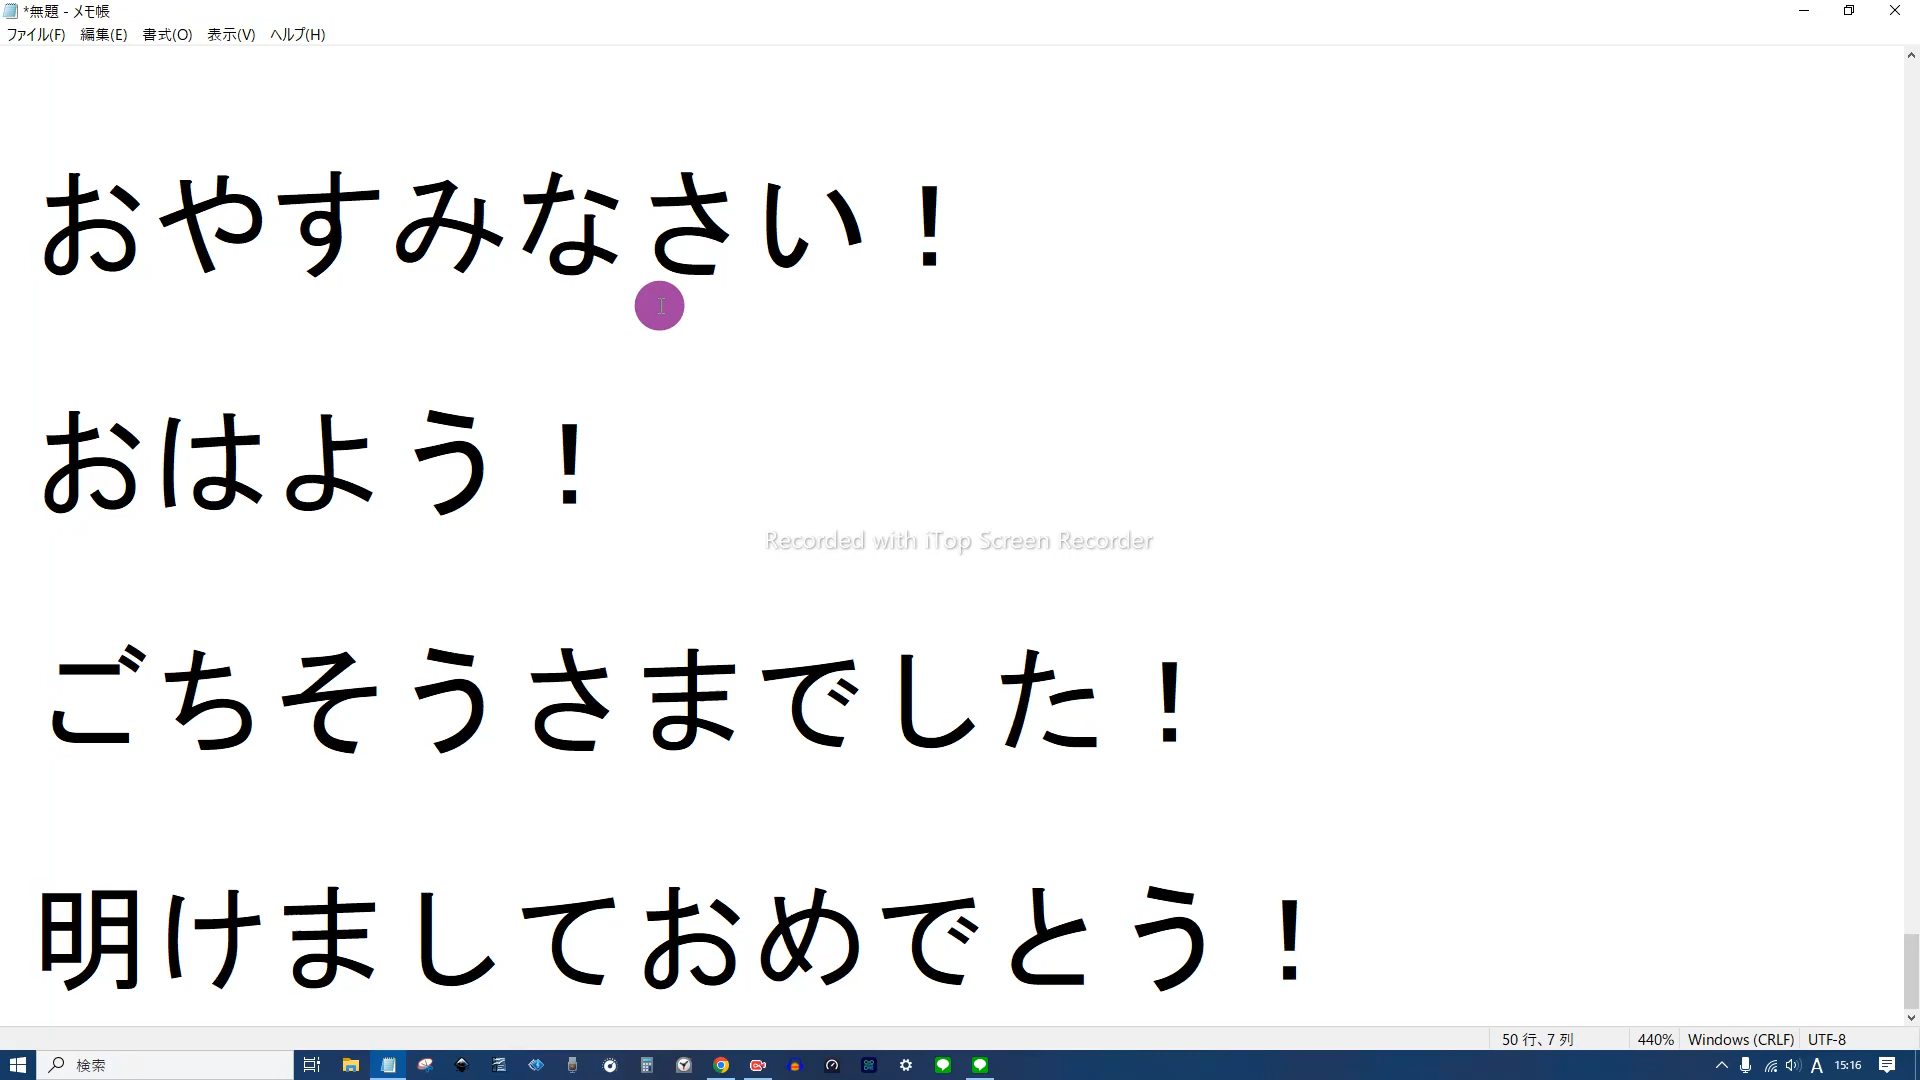 *無題 - メモ帳
ファイル(F) 編集(E) 書式(O) 表示(V) ヘルプ(H)
おやすみなさい！
おはよう！
Recorded with iTop Screen Recorder
ごちそうさまでした！
明けましておめでとう！
50 行、7 列 440% Windows (CRLF) UTF-8
検索 A 15:16